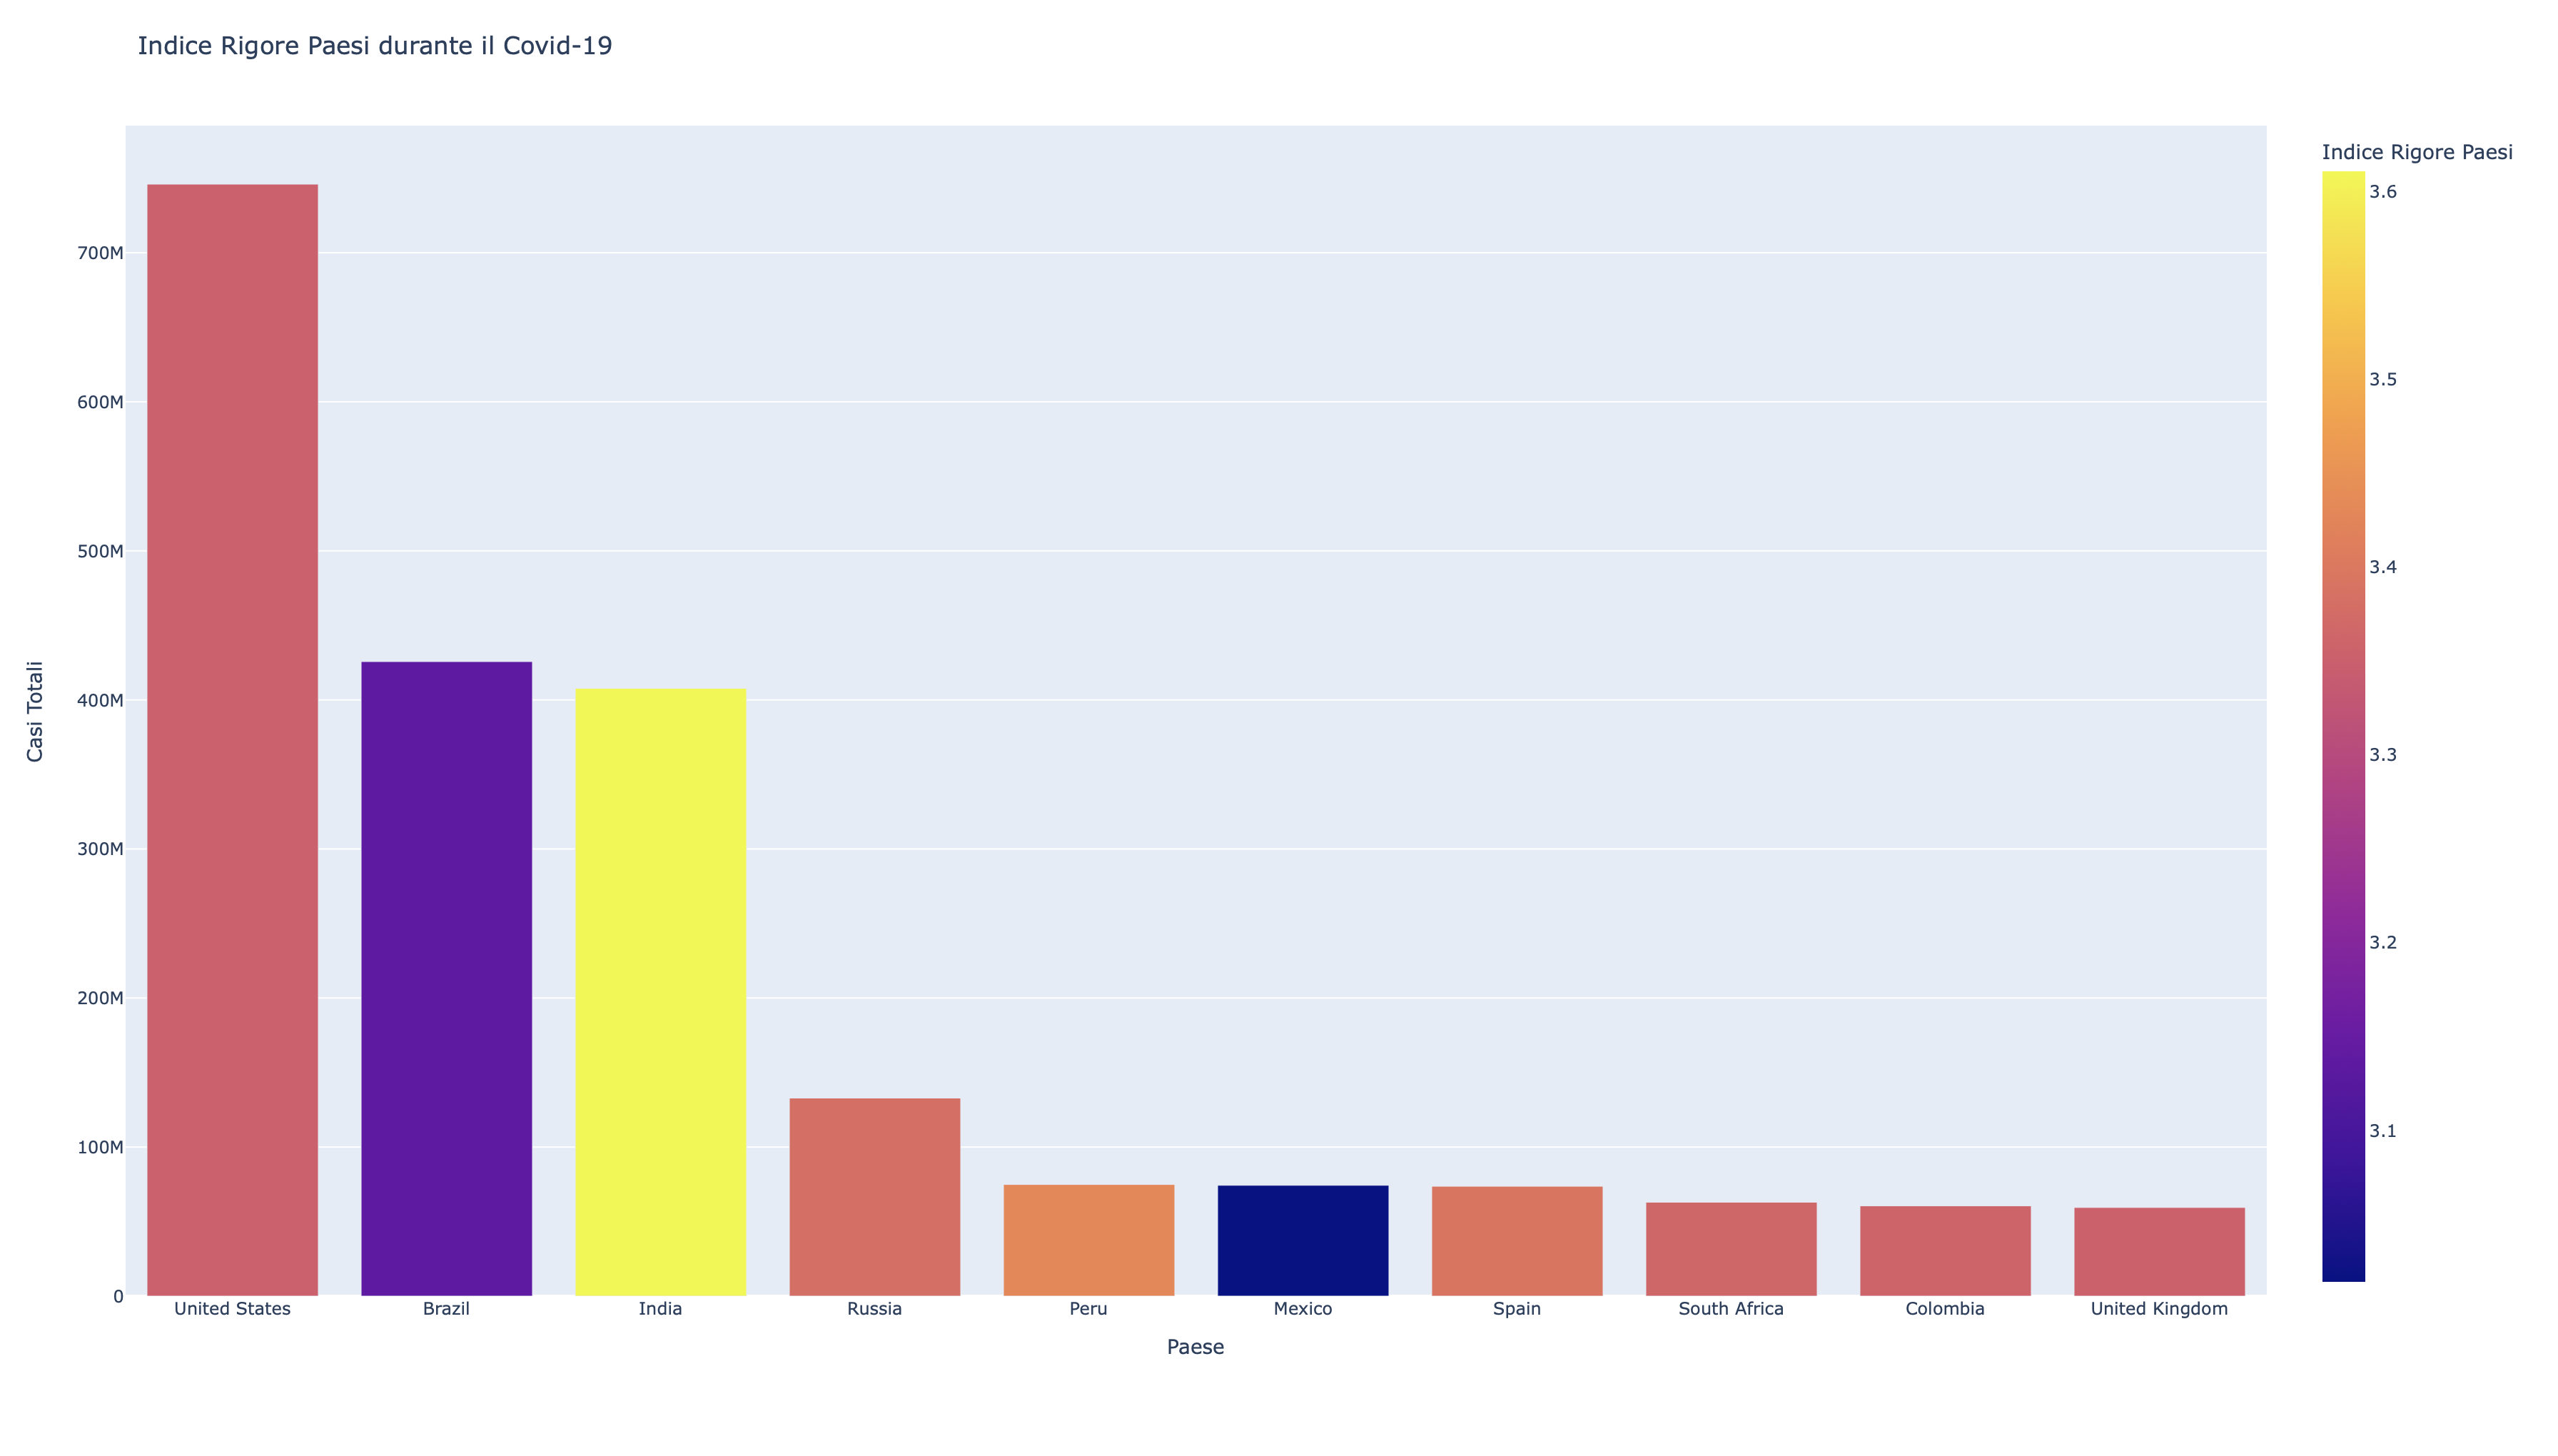 Indice Rigore Paesi durante il Covid-19
Indice Rigore Paesi
3.6
3.5
3.4
3.3
3.2
3.1
Casi Totali
700M
600M
500M
400M
300M
200M
100M
0
United States Brazil India Russia Peru Mexico Spain South Africa Colombia United Kingdom
Paese